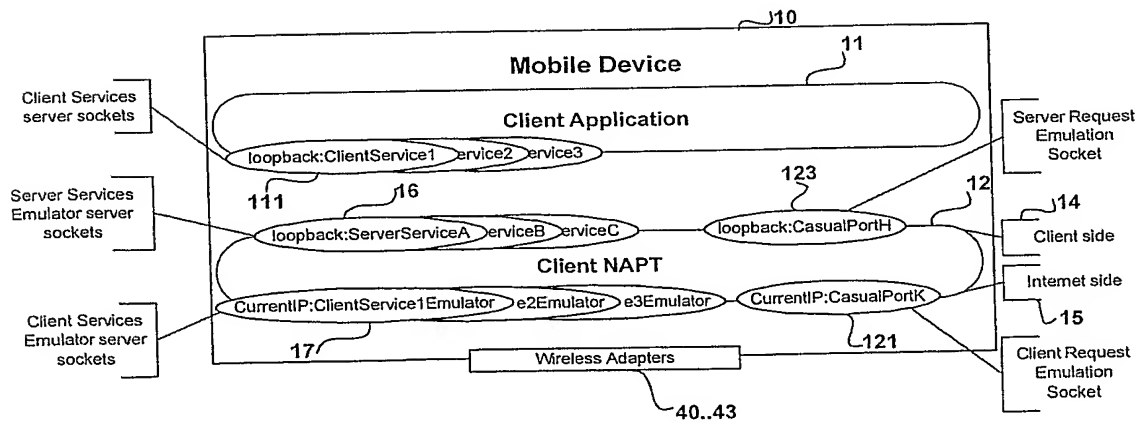 10
Mobile Device
11
Client Services
server sockets
Client Application
Server Request
Emulation
Socket
loopback:ClientService1
ervice2
ervice3
111
16
123
12
14
Server Services
Emulator server
sockets
loopback:ServerServiceA
erviceB
erviceC
loopback:CasualPortH
Client side
Client NAPT
Internet side
15
Client Services
Emulator server
sockets
CurrentIP:ClientService1Emulator
e2Emulator
e3Emulator
CurrentIP:CasualPortK
17
121
Wireless Adapters
Client Request
Emulation
Socket
40..43